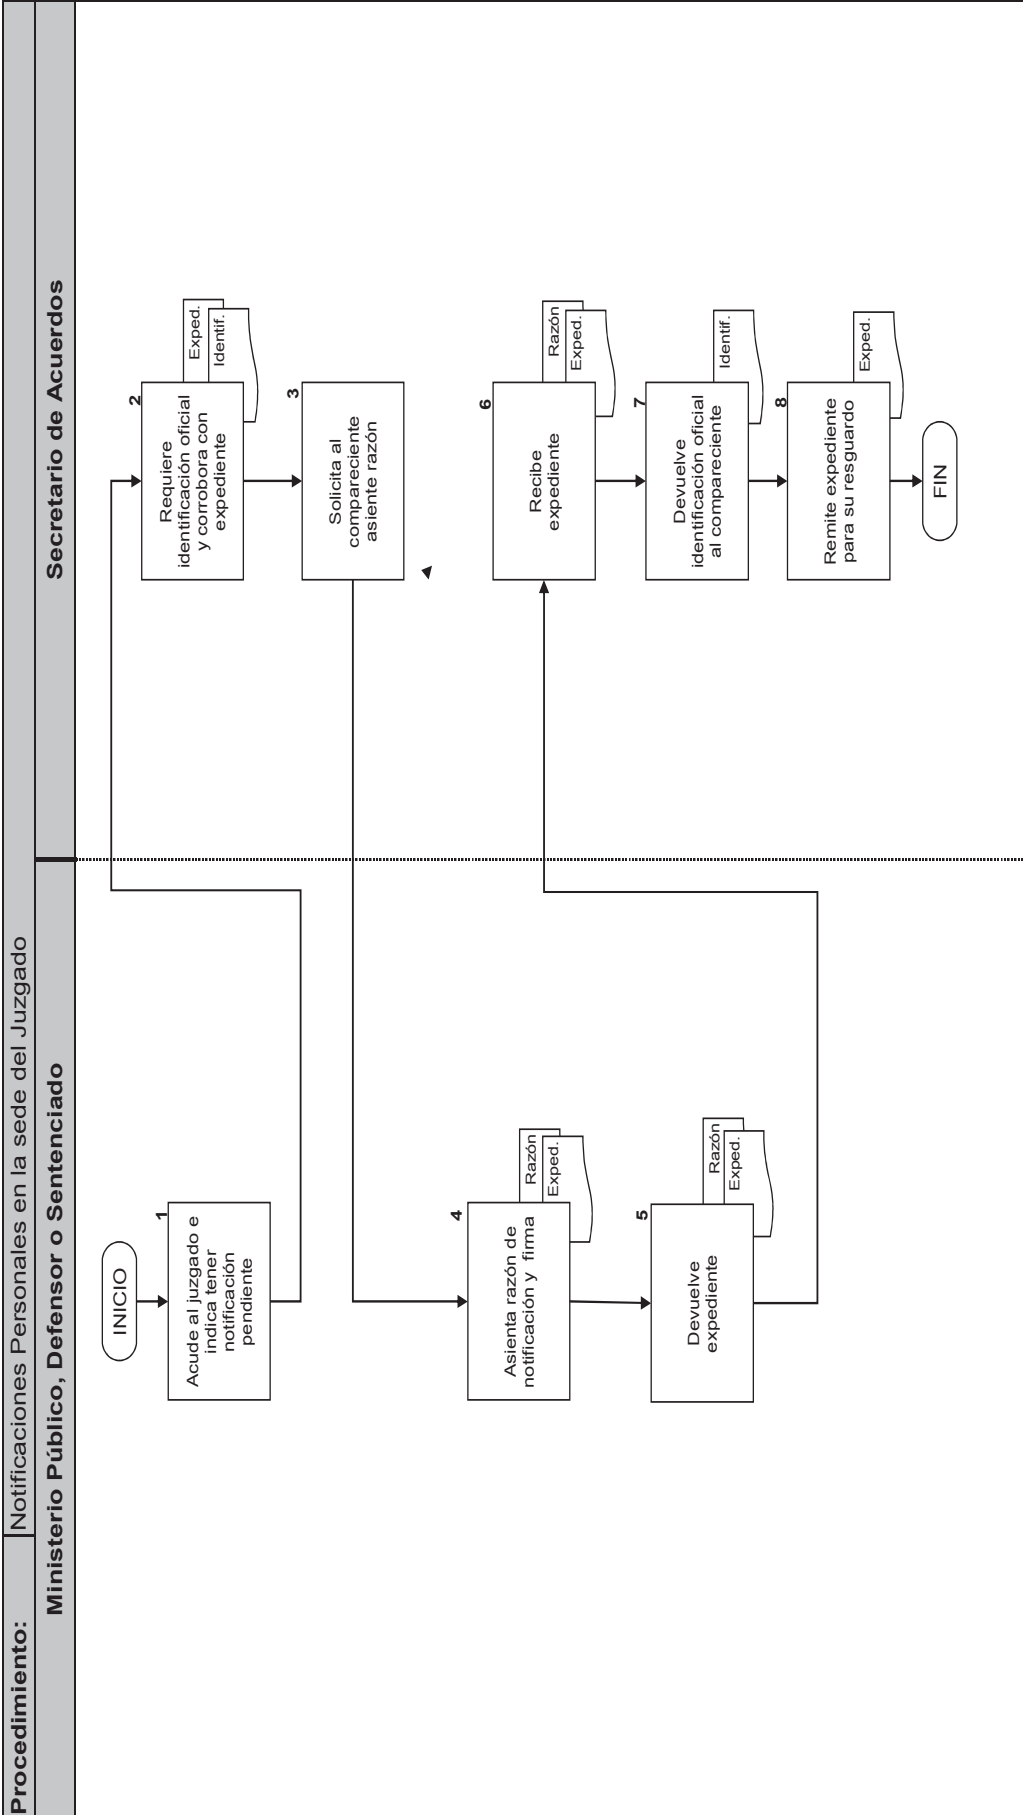 Procedimiento:
Notificaciones Personales en la sede del Juzgado
Ministerio Público, Defensor o Sentenciado
Secretario de Acuerdos
INICIO
1
Acude al juzgado e
indica tener
notificación
pendiente
2
Requiere
identificación oficial
y corrobora con
expediente
Exped.
Identif.
3
Solicita al
compareciente
asiente razón
4
Asienta razón de
notificación y firma
Razón
Exped.
5
Devuelve
expediente
Razón
Exped.
6
Recibe
expediente
Razón
Exped.
7
Devuelve
identificación oficial
al compareciente
Identif.
8
Remite expediente
para su resguardo
Exped.
FIN